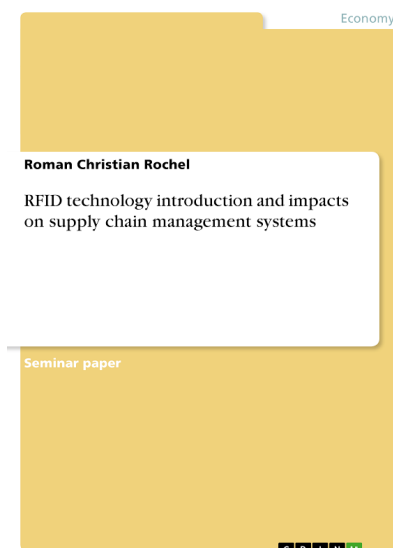 Economy
Roman Christian Rochel
RFID technology introduction and impacts
on supply chain management systems
Seminar paper